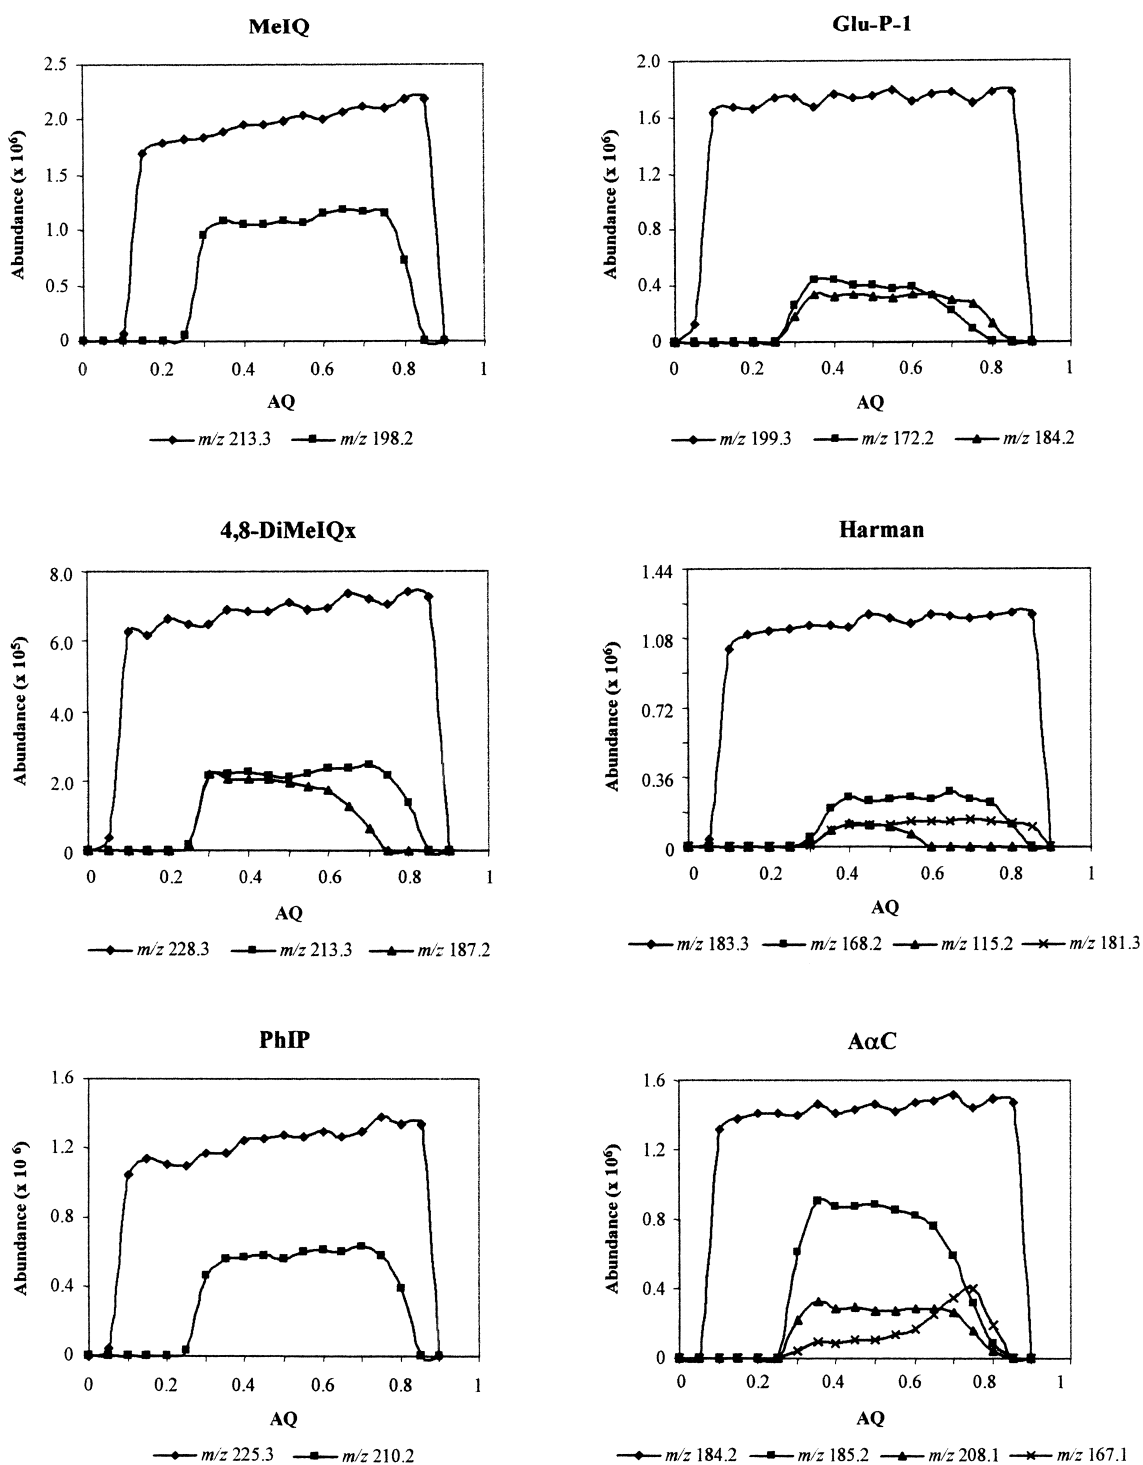 MeIQ
Abundance (x 10⁶)
2.5
2.0
1.5
1.0
0.5
0
0 0.2 0.4 0.6 0.8 1
AQ
m/z 213.3 m/z 198.2
Glu-P-1
Abundance (x 10⁶)
2.0
1.6
1.2
0.8
0.4
0
0 0.2 0.4 0.6 0.8 1
AQ
m/z 199.3 m/z 172.2 m/z 184.2
4,8-DiMeIQx
Abundance (x 10⁵)
8.0
6.0
4.0
2.0
0
0 0.2 0.4 0.6 0.8 1
AQ
m/z 228.3 m/z 213.3 m/z 187.2
Harman
Abundance (x 10⁶)
1.44
1.08
0.72
0.36
0
0 0.2 0.4 0.6 0.8 1
AQ
m/z 183.3 m/z 168.2 m/z 115.2 m/z 181.3
PhIP
Abundance (x 10 ⁶)
1.6
1.2
0.8
0.4
0
0 0.2 0.4 0.6 0.8 1
AQ
m/z 225.3 m/z 210.2
AαC
Abundance (x 10⁶)
1.6
1.2
0.8
0.4
0
0 0.2 0.4 0.6 0.8 1
AQ
m/z 184.2 m/z 185.2 m/z 208.1 m/z 167.1